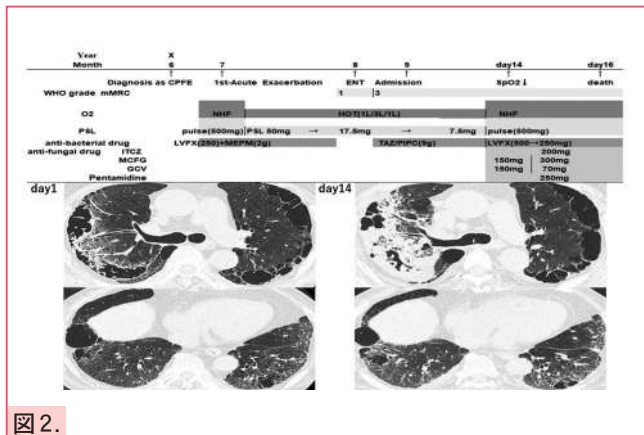 Year X
Month 6 7 8 9 day14 day16
Diagnosis as CPFE 1st-Acute Exacerbation ENT Admission SpO2↓ death
WHO grade mMRC 1 3
O2 NHF HOT(1L/3L/1L) NHF
PSL pulse(500mg) PSL 50mg → 17.5mg → 7.5mg pulse(500mg)
anti-bacterial drug LVFX(250)+MEPM(2g) TAZ/PIPC(9g) LVFX(500→250mg)
anti-fungal drug ITCZ 200mg
MCFG 150mg 300mg
GCV 150mg 70mg
Pentamidine 250mg
day1 day14
図2.